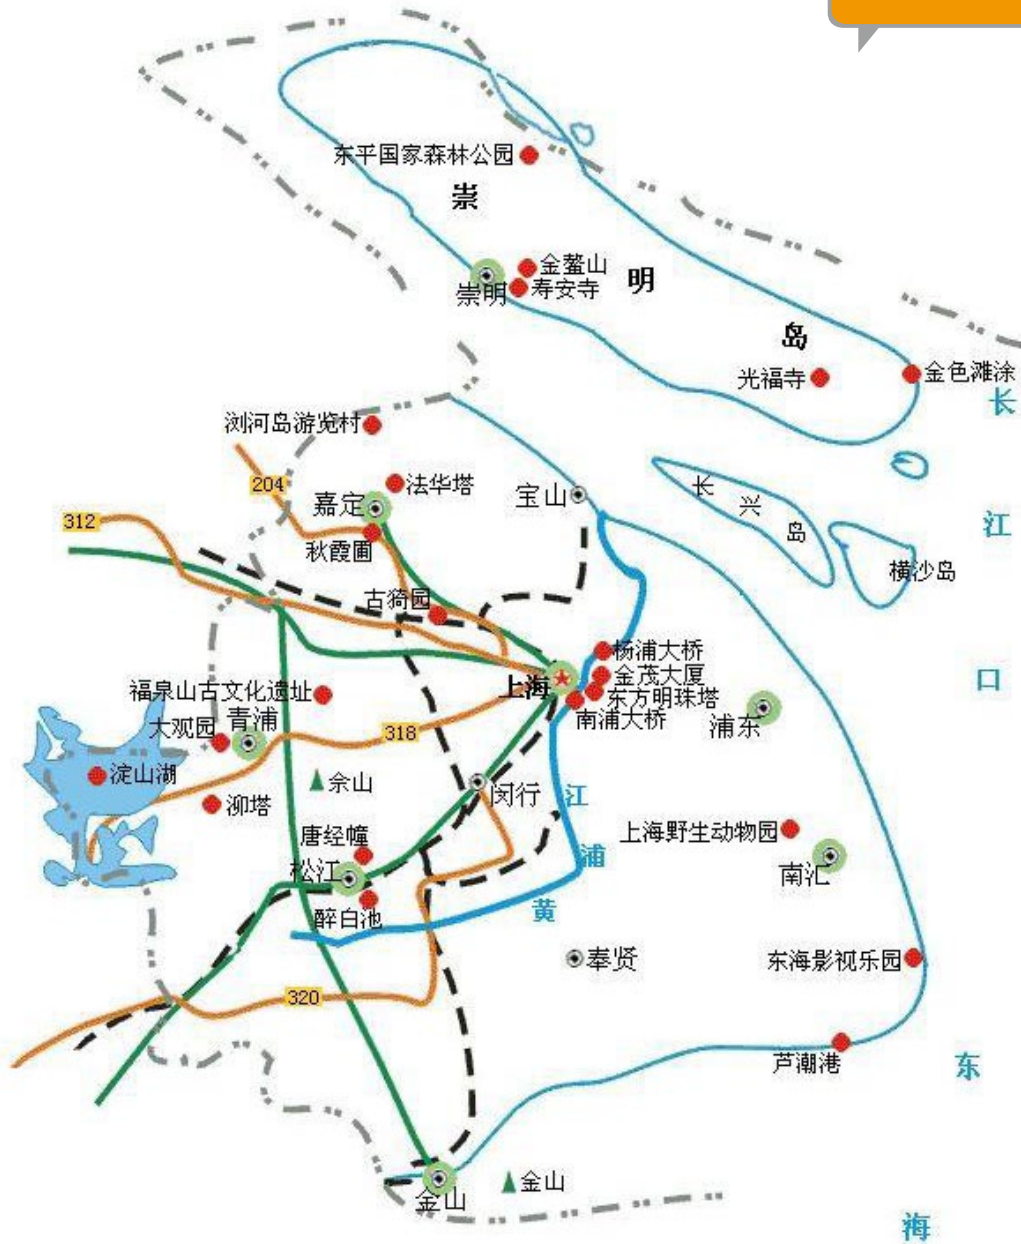 东平国家森林公园
崇
明
岛
金鳌山
崇明
寿安寺
光福寺
金色滩涂
长
江
口
浏河岛游览村
204
法华塔
嘉定
宝山
长
兴
岛
312
秋霞圃
横沙岛
古猗园
杨浦大桥
金茂大厦
上海
东方明珠塔
南浦大桥
浦东
福泉山古文化遗址
大观园
青浦
318
淀山湖
佘山
闵行
江
浦
黄
泖塔
唐经幢
松江
醉白池
上海野生动物园
南汇
奉贤
东海影视乐园
320
芦潮港
东
海
金山
金山